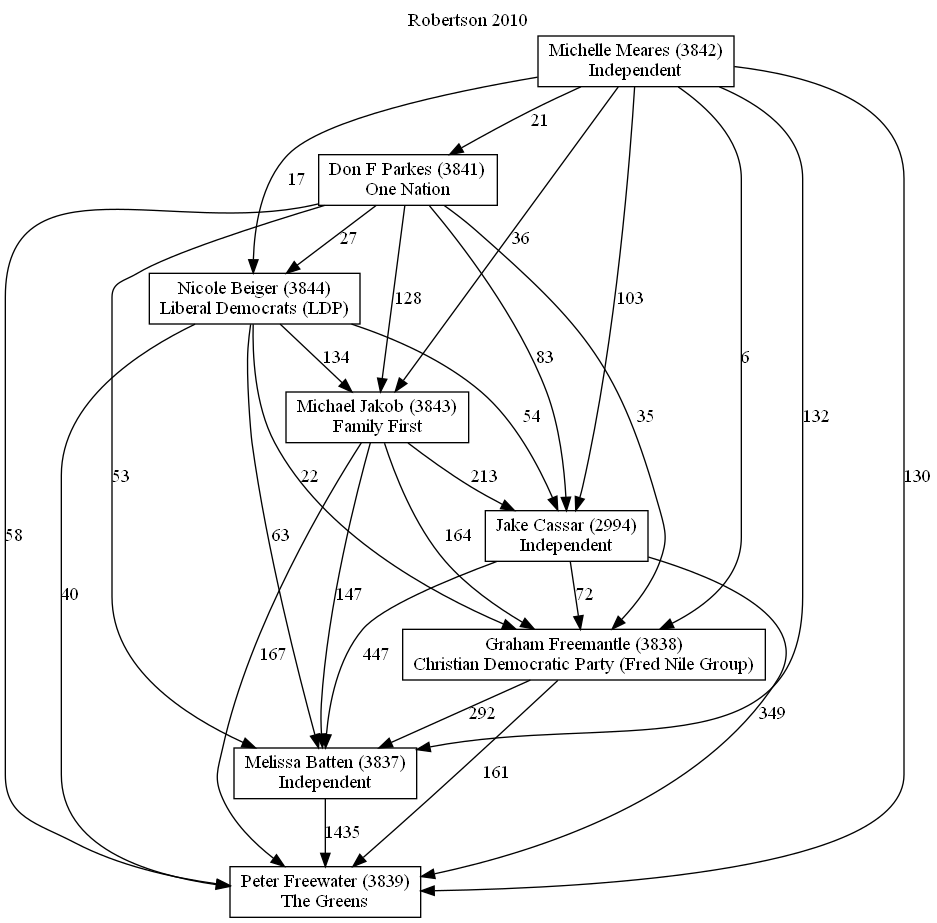 Robertson 2010
Michelle Meares (3842)
Independent
21
Don F Parkes (3841)
One Nation
17
27
36
Nicole Beiger (3844)
Liberal Democrats (LDP)
128
103
134
83
6
Michael Jakob (3843)
Family First
54
35
132
53
22
213
130
Jake Cassar (2994)
Independent
58
63
164
40
147
72
Graham Freemantle (3838)
Christian Democratic Party (Fred Nile Group)
167
447
292
349
Melissa Batten (3837)
Independent
161
1435
Peter Freewater (3839)
The Greens